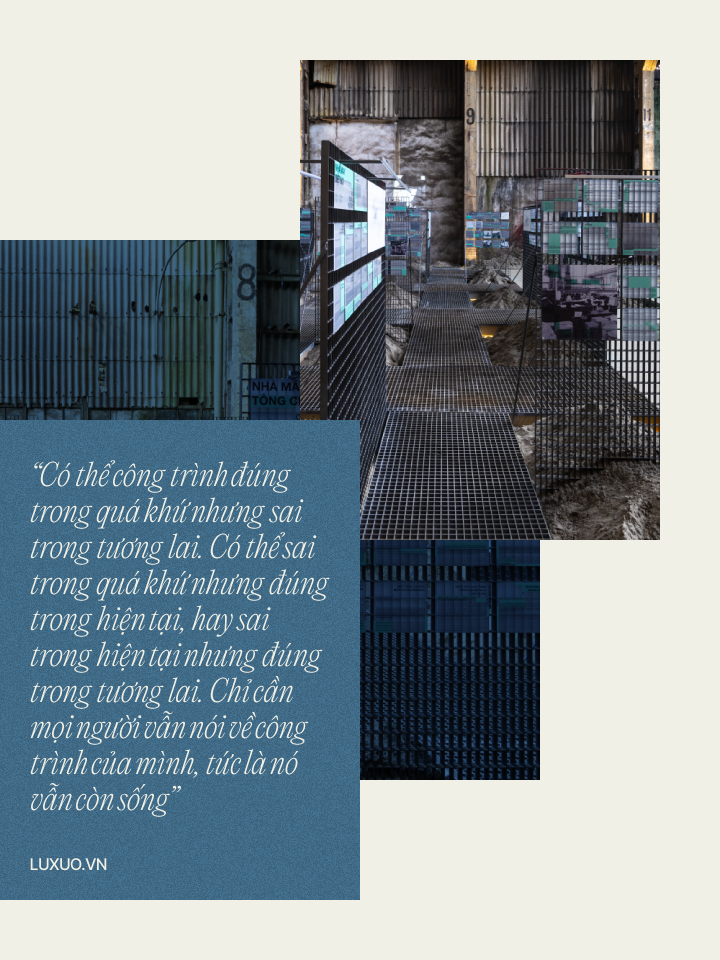 9
11
8
NHÀ MÁ
TỔNG C
“Có thể công trình đúng
trong quá khứ nhưng sai
trong tương lai. Có thể sai
trong quá khứ nhưng đúng
trong hiện tại, hay sai
trong hiện tại nhưng đúng
trong tương lai. Chỉ cần
mọi người vẫn nói về công
trình của mình, tức là nó
vẫn còn sống”
LUXUO.VN